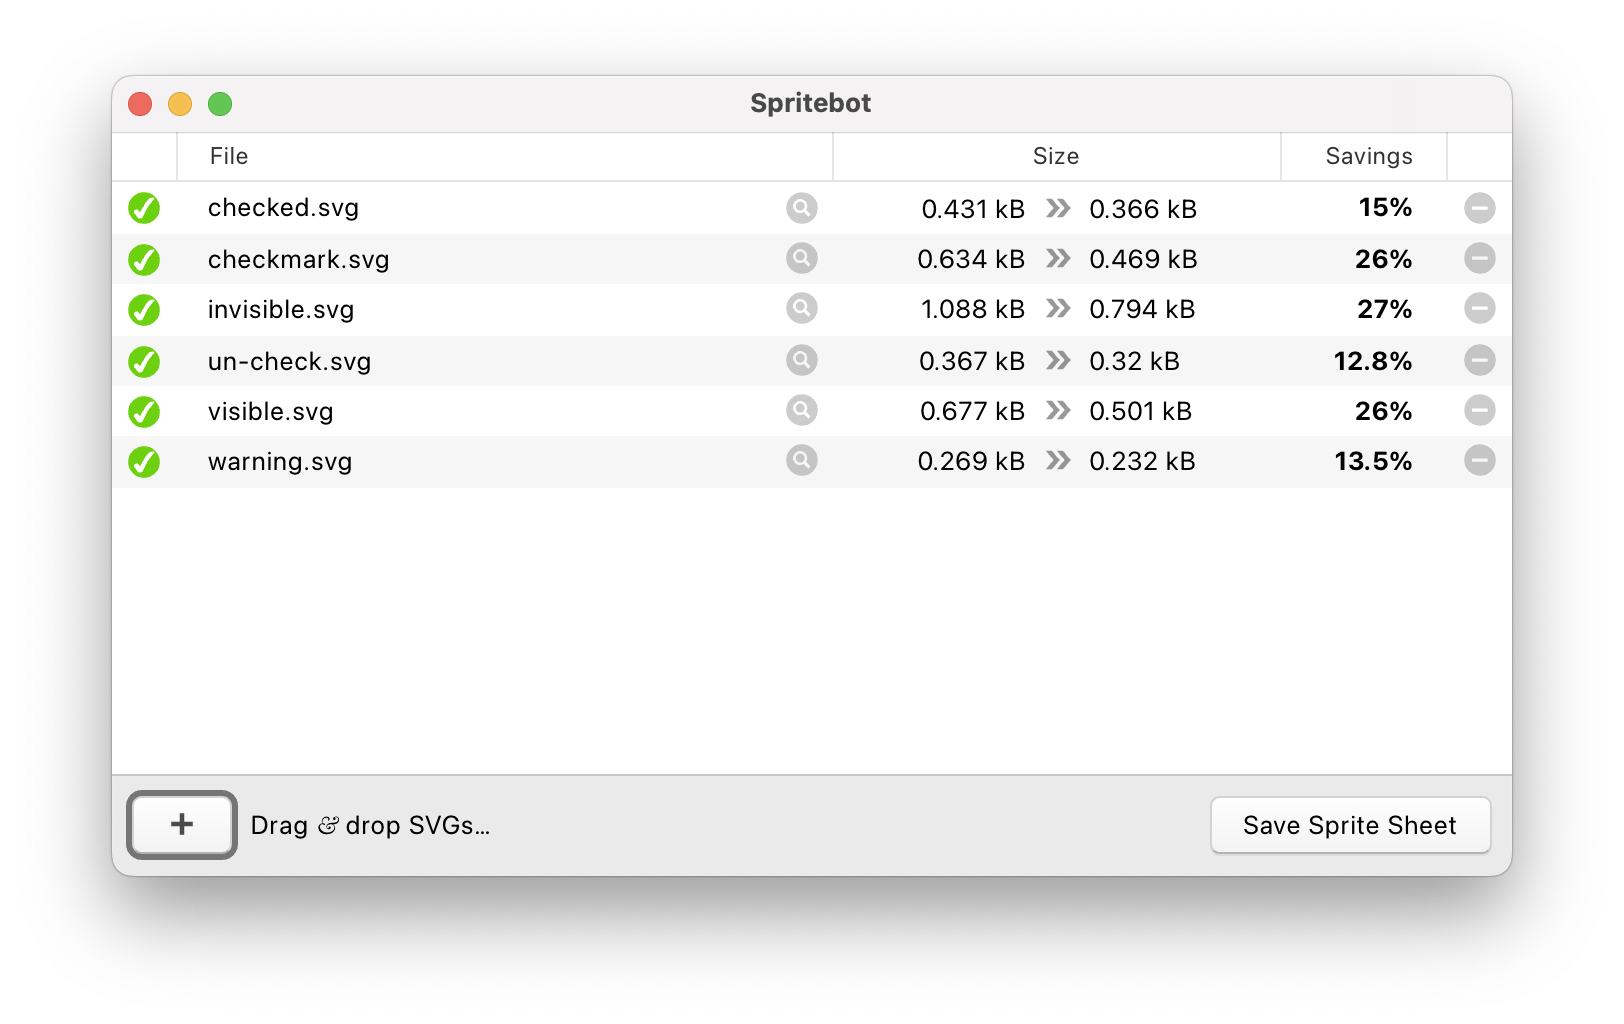 Spritebot
File Size Savings
checked.svg 0.431 kB » 0.366 kB 15%
checkmark.svg 0.634 kB » 0.469 kB 26%
invisible.svg 1.088 kB » 0.794 kB 27%
un-check.svg 0.367 kB » 0.32 kB 12.8%
visible.svg 0.677 kB » 0.501 kB 26%
warning.svg 0.269 kB » 0.232 kB 13.5%
+ Drag & drop SVGs... Save Sprite Sheet